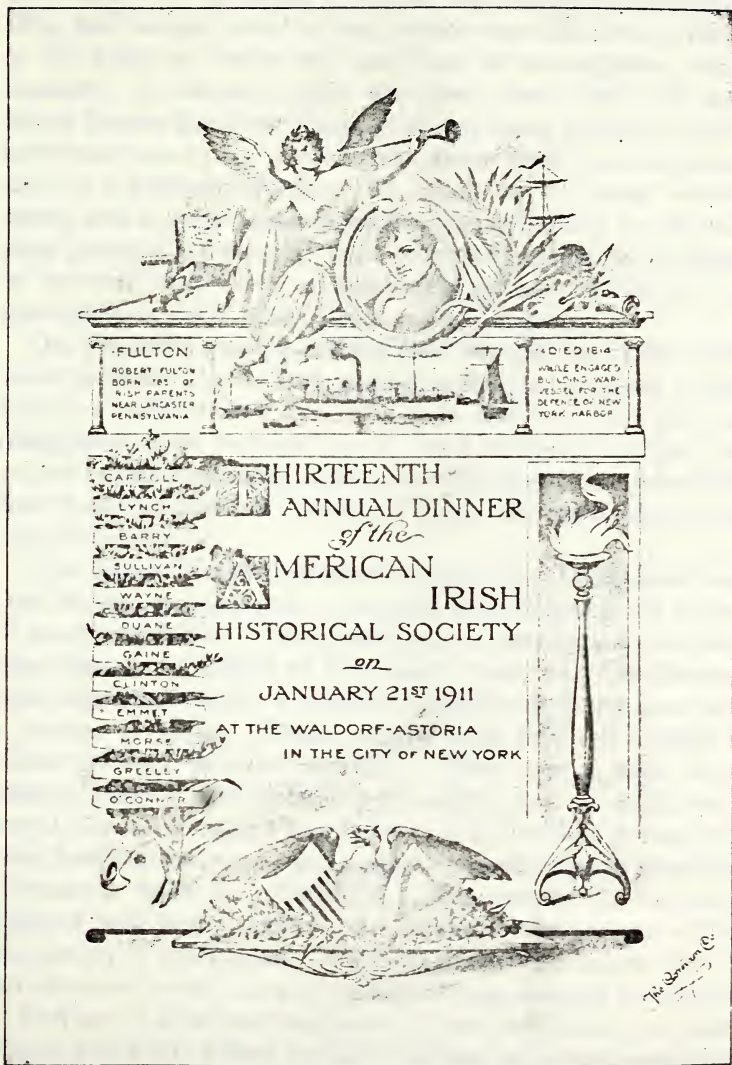 FULTON
ROBERT FULTON
BORN 1765 OF
IRISH PARENTS
NEAR LANCASTER
PENNSYLVANIA
DIED 1814
WHILE ENGAGED
BUILDING WAR-
VESSEL FOR THE
DEFENCE OF NEW
YORK HARBOR
CARROLL
LYNCH
BARRY
SULLIVAN
WAYNE
DUANE
GAINE
CLINTON
EMMET
MORSE
GREELEY
O'CONNOR
THIRTEENTH
ANNUAL DINNER
of the
AMERICAN
IRISH
HISTORICAL SOCIETY
on
JANUARY 21ST 1911
AT THE WALDORF-ASTORIA
IN THE CITY OF NEW YORK
The